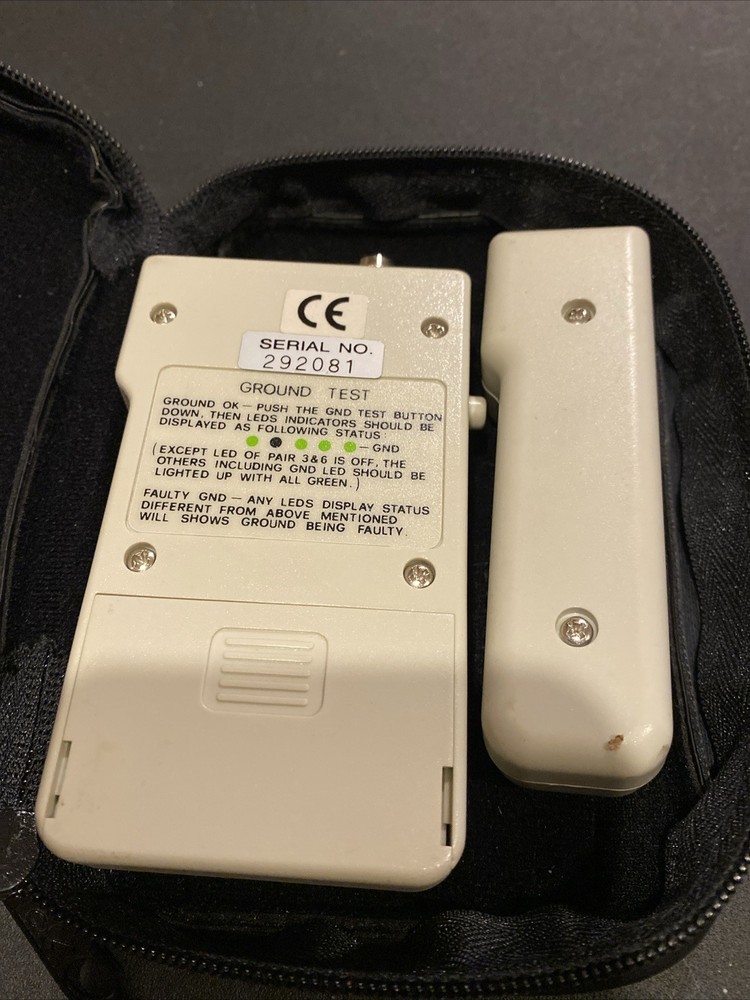 CE
SERIAL NO.
292081
GROUND TEST
GROUND OK – PUSH THE GND TEST BUTTON
DOWN, THEN LEDS INDICATORS SHOULD BE
DISPLAYED AS FOLLOWING STATUS :
– GND
(EXCEPT LED OF PAIR 3&6 IS OFF, THE
OTHERS INCLUDING GND LED SHOULD BE
LIGHTED UP WITH ALL GREEN.)
FAULTY GND – ANY LEDS DISPLAY STATUS
DIFFERENT FROM ABOVE MENTIONED
WILL SHOWS GROUND BEING FAULTY.